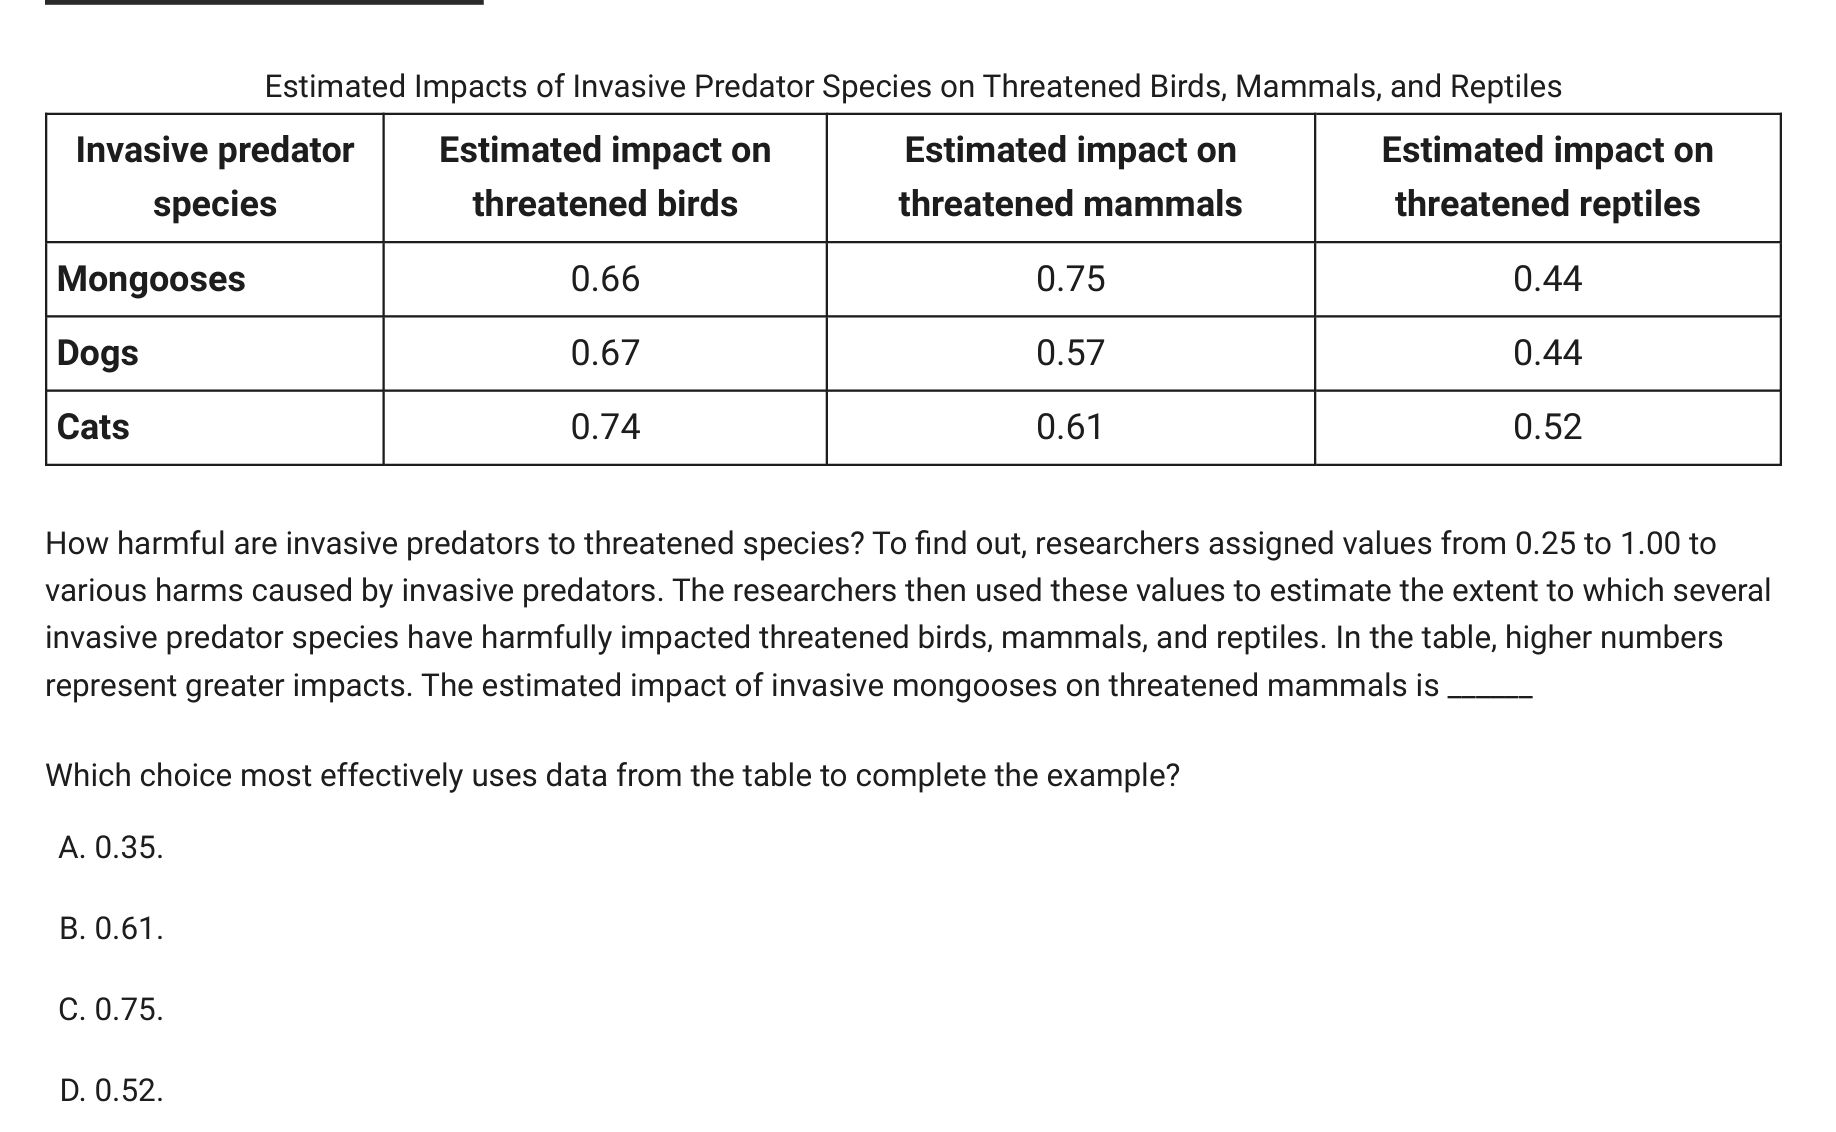 Estimated Impacts of Invasive Predator Species on Threatened Birds, Mammals, and Reptiles
Invasive predator species Estimated impact on threatened birds Estimated impact on threatened mammals Estimated impact on threatened reptiles
Mongooses 0.66 0.75 0.44
Dogs 0.67 0.57 0.44
Cats 0.74 0.61 0.52
How harmful are invasive predators to threatened species? To find out, researchers assigned values from 0.25 to 1.00 to
various harms caused by invasive predators. The researchers then used these values to estimate the extent to which several
invasive predator species have harmfully impacted threatened birds, mammals, and reptiles. In the table, higher numbers
represent greater impacts. The estimated impact of invasive mongooses on threatened mammals is ______
Which choice most effectively uses data from the table to complete the example?
A. 0.35.
B. 0.61.
C. 0.75.
D. 0.52.